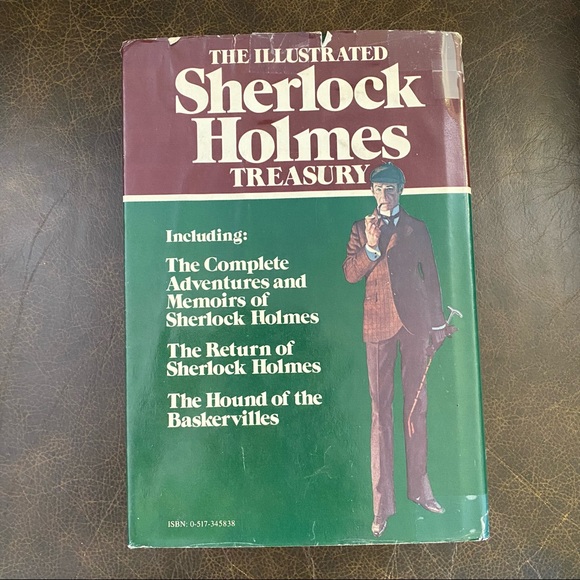 THE ILLUSTRATED
Sherlock
Holmes
TREASURY
Including:
The Complete
Adventures and
Memoirs of
Sherlock Holmes
The Return of
Sherlock Holmes
The Hound of the
Baskervilles
ISBN: 0-517-345838